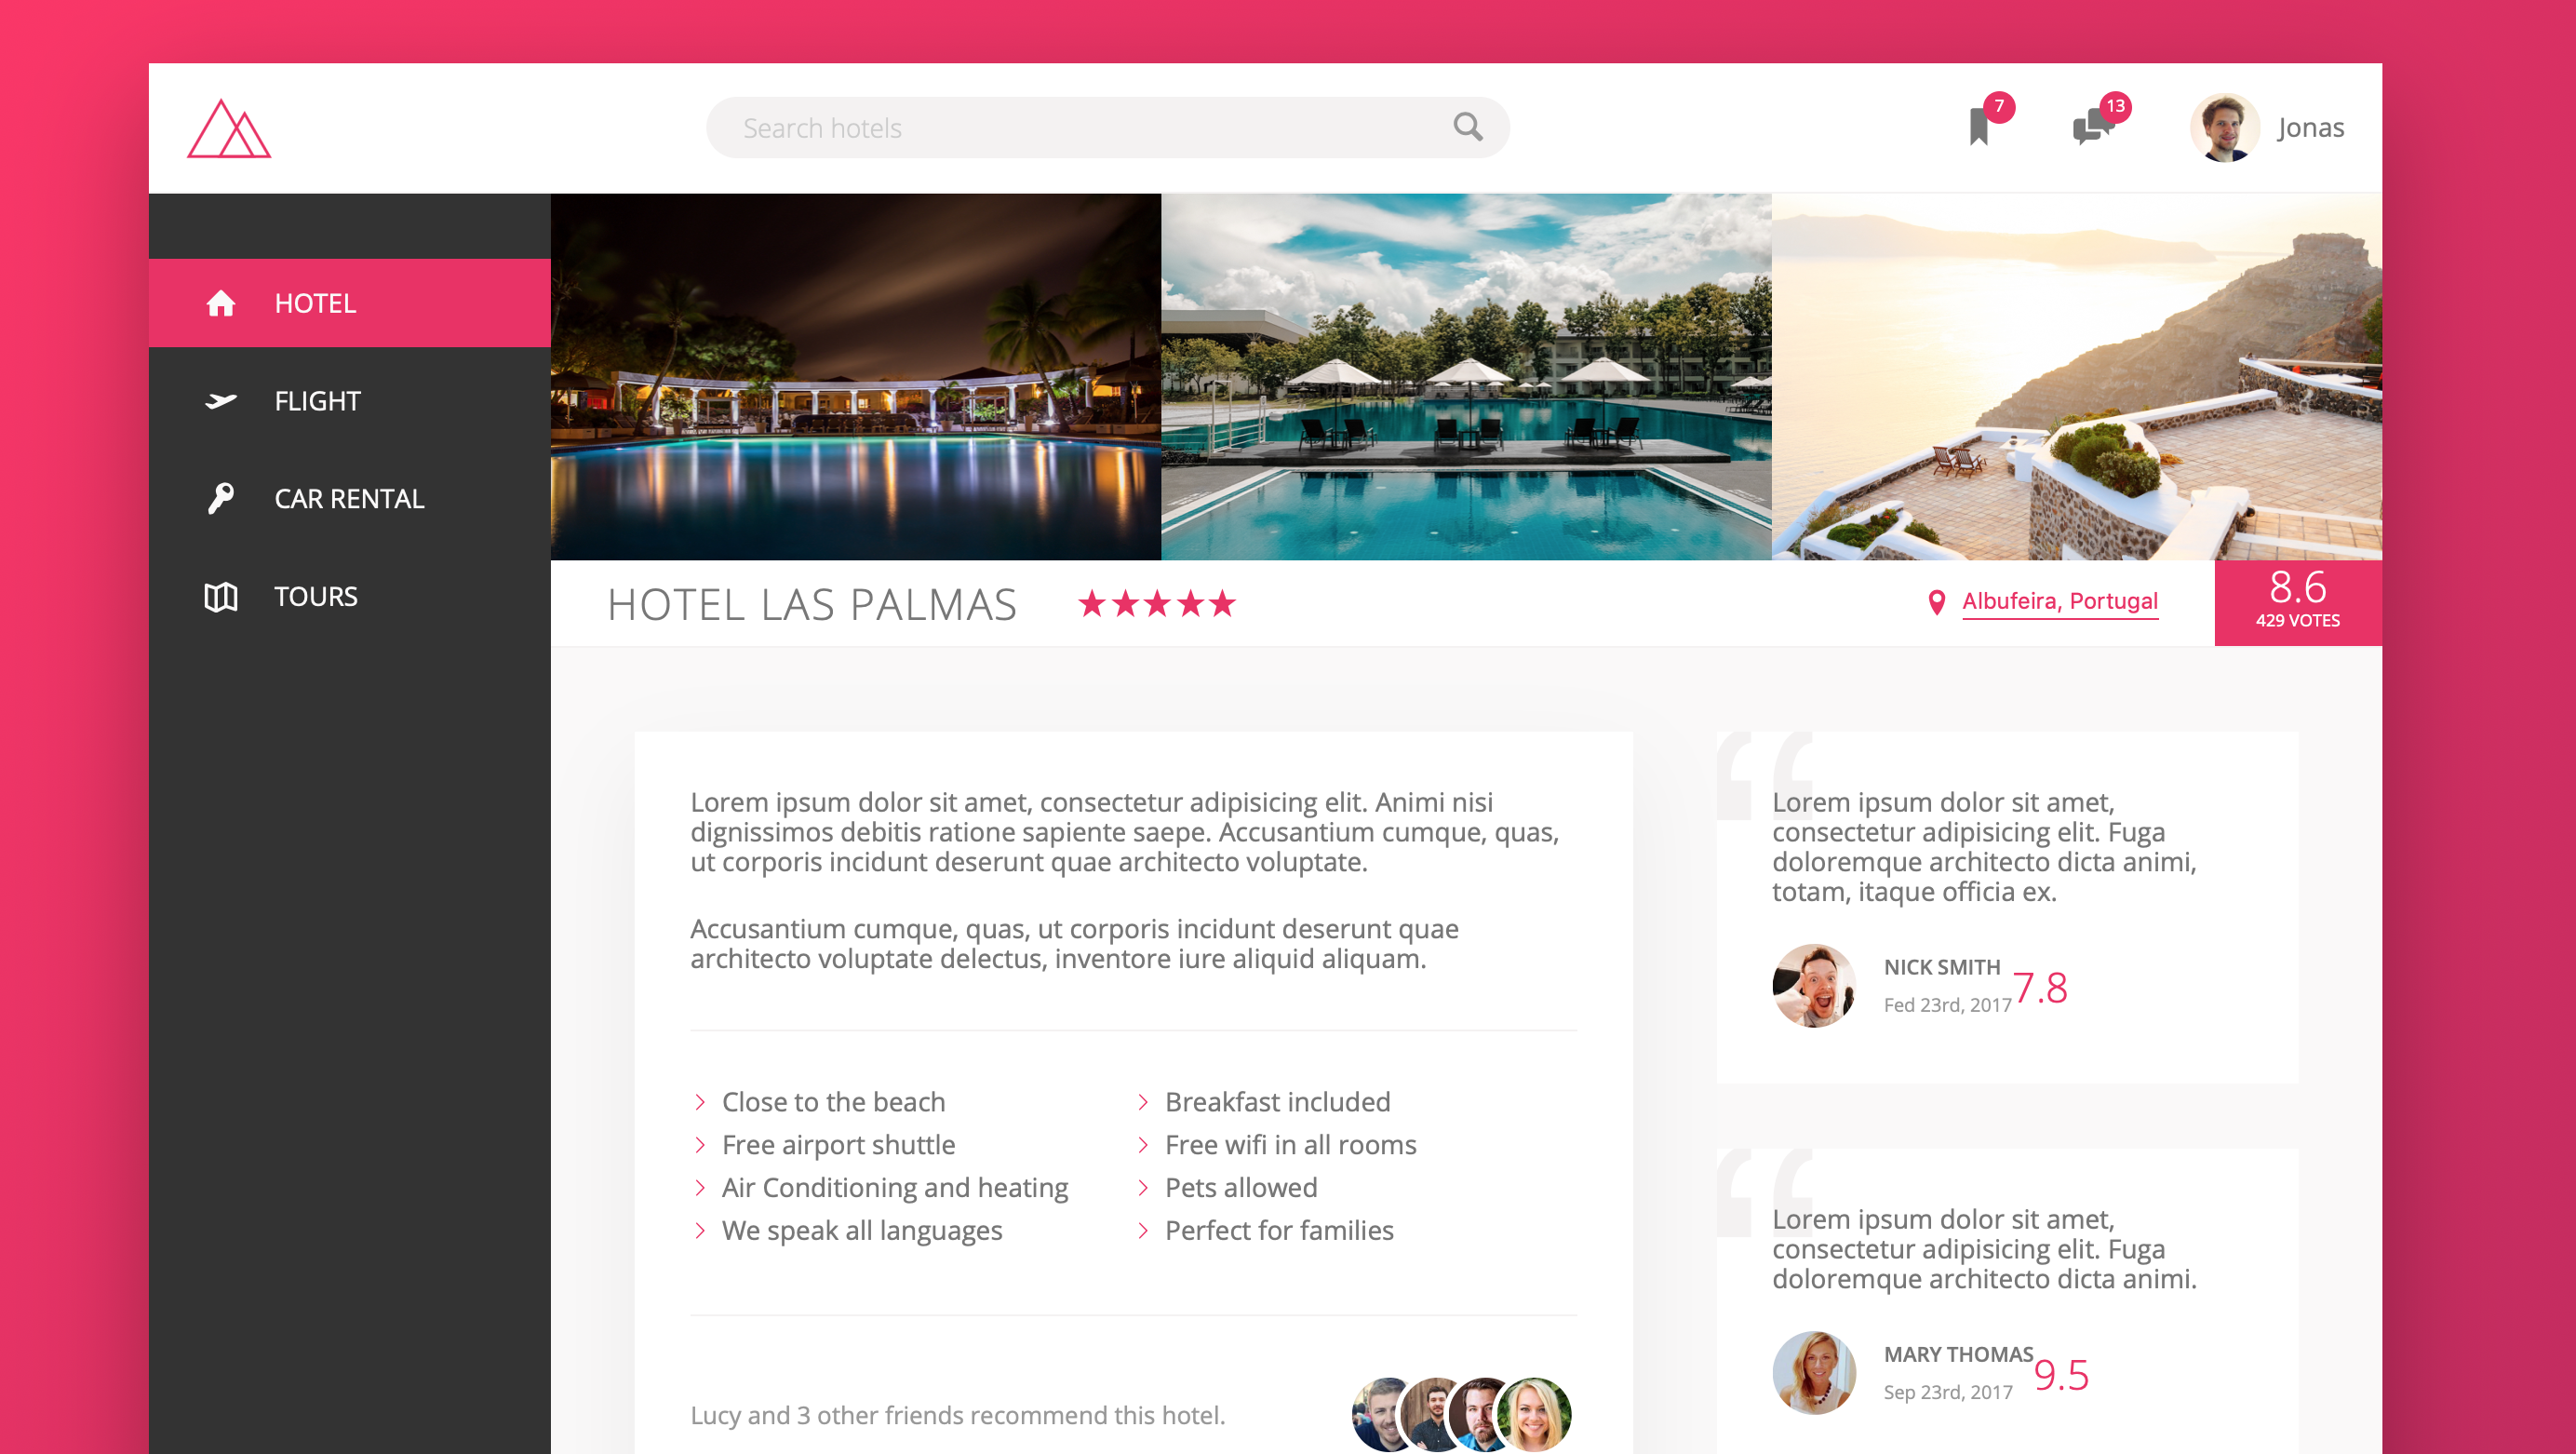 Search hotels
7
13
Jonas
HOTEL
FLIGHT
CAR RENTAL
TOURS
HOTEL LAS PALMAS
Albufeira, Portugal
8.6
429 VOTES
Lorem ipsum dolor sit amet, consectetur adipisicing elit. Animi nisi
dignissimos debitis ratione sapiente saepe. Accusantium cumque, quas,
ut corporis incidunt deserunt quae architecto voluptate.
Accusantium cumque, quas, ut corporis incidunt deserunt quae
architecto voluptate delectus, inventore iure aliquid aliquam.
Close to the beach
Free airport shuttle
Air Conditioning and heating
We speak all languages
Breakfast included
Free wifi in all rooms
Pets allowed
Perfect for families
Lucy and 3 other friends recommend this hotel.
“
Lorem ipsum dolor sit amet,
consectetur adipisicing elit. Fuga
doloremque architecto dicta animi,
totam, itaque officia ex.
NICK SMITH
Fed 23rd, 2017
7.8
“
Lorem ipsum dolor sit amet,
consectetur adipisicing elit. Fuga
doloremque architecto dicta animi.
MARY THOMAS
Sep 23rd, 2017
9.5